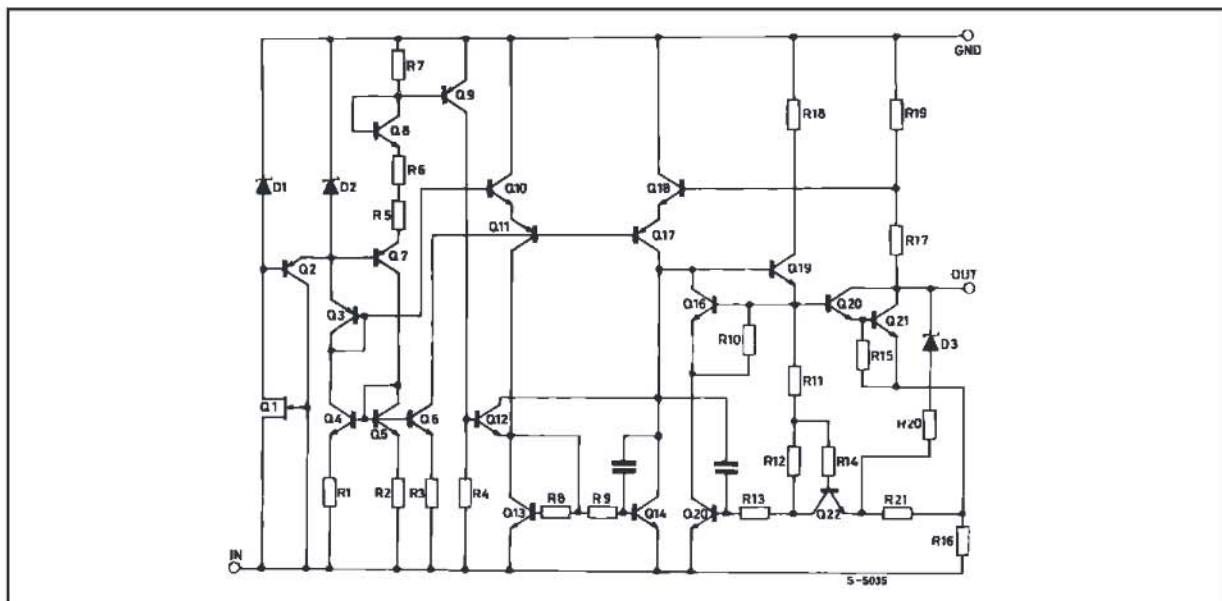 GND
R7
Q9
Q8
R18
R19
R6
D1
D2
Q10
Q18
R5
Q11
Q17
R17
Q2
Q7
Q19
OUT
Q3
Q16
Q20
Q21
R10
R15
D3
R11
Q1
Q4
Q5
Q6
Q12
R20
R12
R14
R1
R2
R3
R4
Q13
R8
R9
Q14
Q20
R13
Q22
R21
R16
IN
S-5035